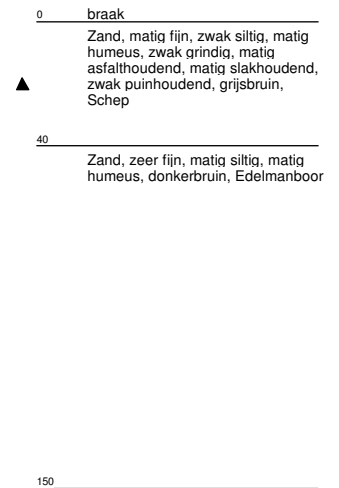 0 braak
Zand, matig fijn, zwak siltig, matig
humeus, zwak grindig, matig
asfalthoudend, matig slakhoudend,
zwak puinhoudend, grijsbruin,
Schep
40
Zand, zeer fijn, matig siltig, matig
humeus, donkerbruin, Edelmanboor
150